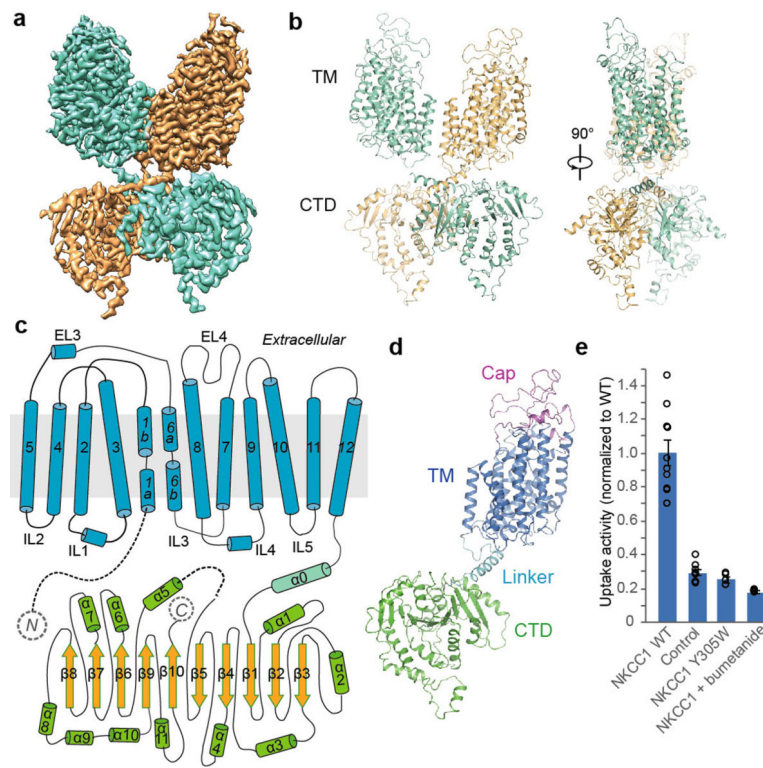 a
b
TM
CTD
90°
c
EL3
EL4
Extracellular
5
4
2
3
1b
6a
8
7
9
10
11
12
1a
6b
IL2
IL1
IL3
IL4
IL5
α0
N
α7
α6
α5
C
α1
β8
β7
β6
β9
β10
β5
β4
β1
β2
β3
α2
α8
α9
α10
α11
α4
α3
d
Cap
TM
Linker
CTD
e
Uptake activity (normalized to WT)
1.4
1.2
1.0
0.8
0.6
0.4
0.2
0
NKCC1 WT
Control
NKCC1 Y305W
NKCC1 + bumetanide